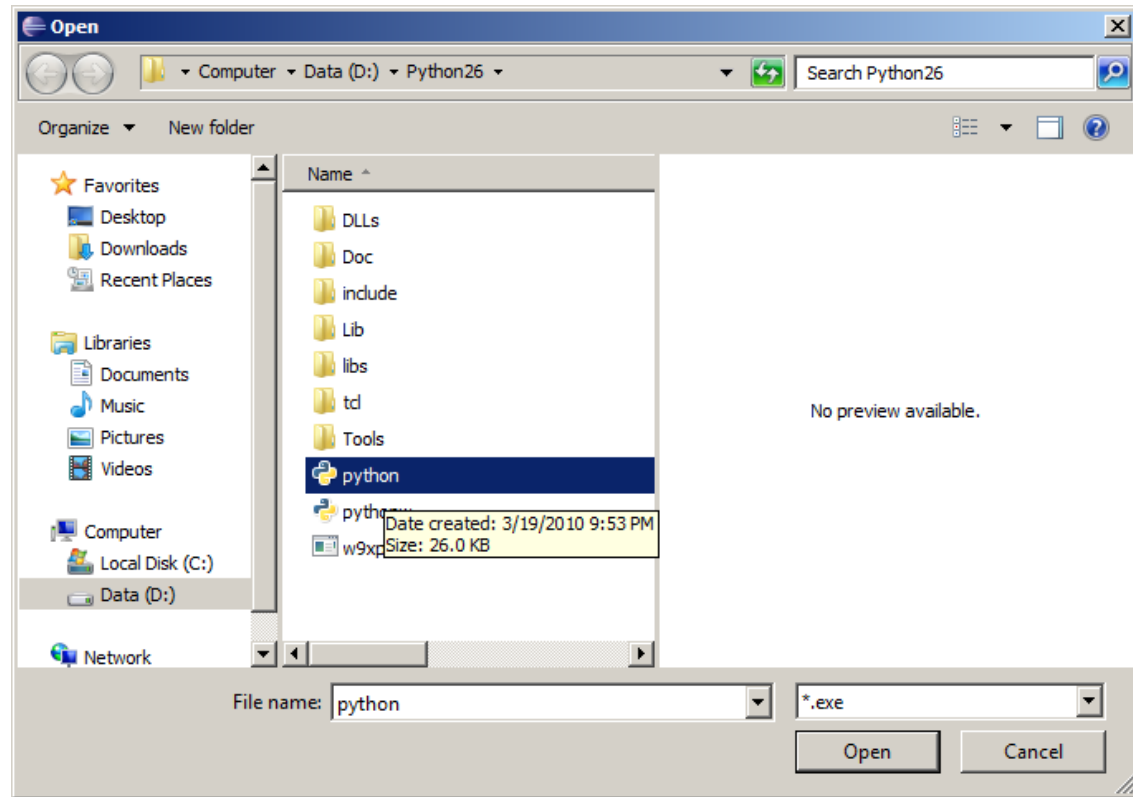 Open
Computer Data (D:) Python26
Search Python26
Organize New folder
Favorites
Desktop
Downloads
Recent Places
Libraries
Documents
Music
Pictures
Videos
Computer
Local Disk (C:)
Data (D:)
Network
Name
DLLs
Doc
include
Lib
libs
tcl
Tools
python
Date created: 3/19/2010 9:53 PM
Size: 26.0 KB
No preview available.
File name: python
*.exe
Open Cancel